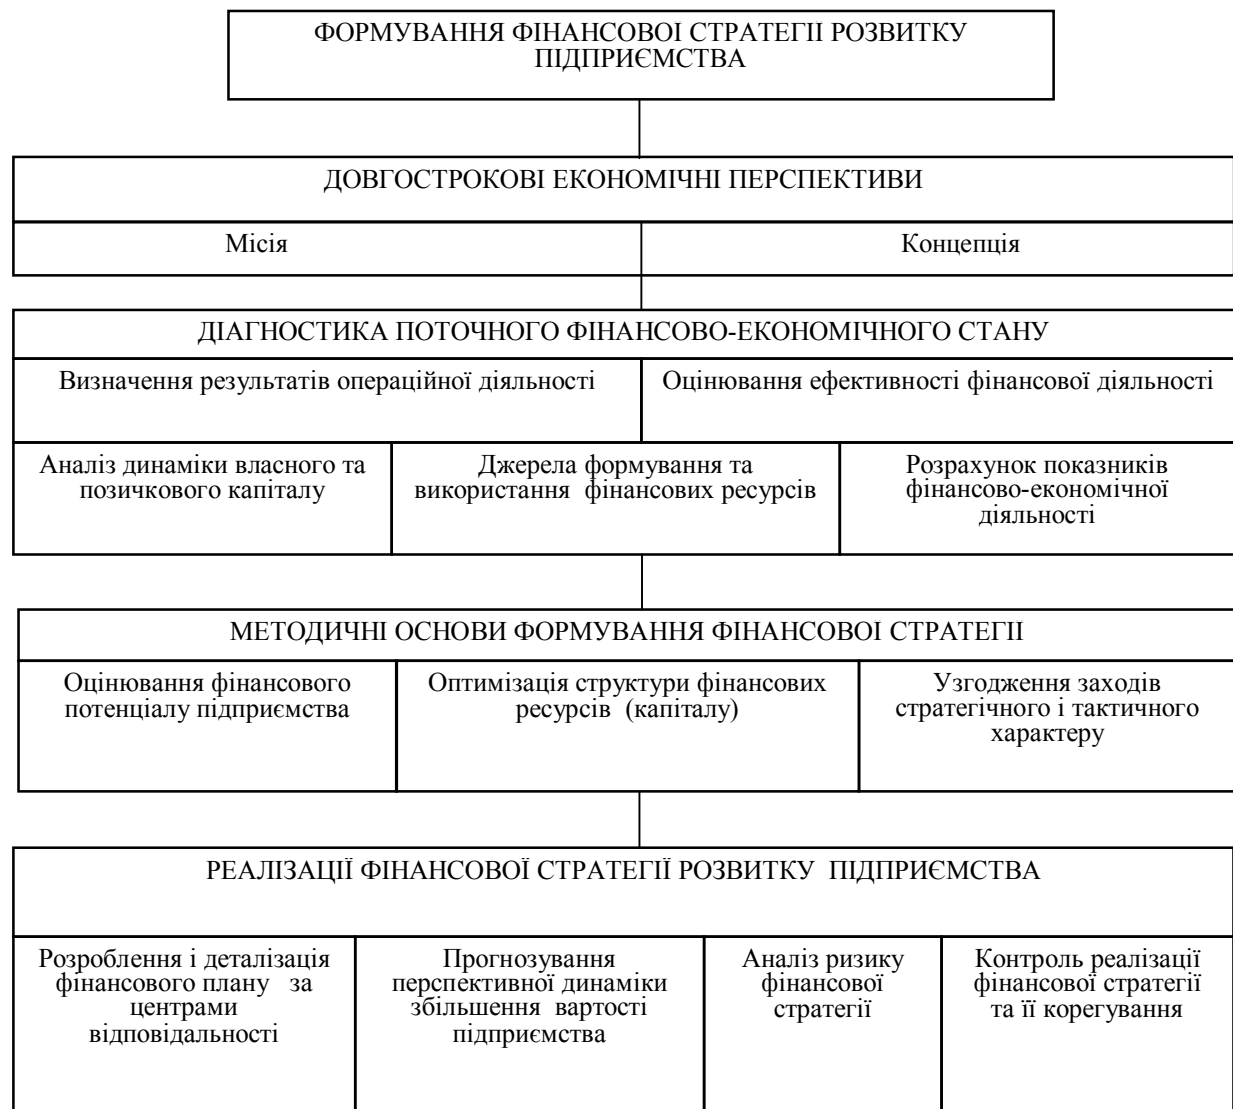 ФОРМУВАННЯ ФІНАНСОВОЇ СТРАТЕГІІ РОЗВИТКУ
ПІДПРИЄМСТВА
ДОВГОСТРОКОВІ ЕКОНОМІЧНІ ПЕРСПЕКТИВИ
Місія
Концепція
ДІАГНОСТИКА ПОТОЧНОГО ФІНАНСОВО-ЕКОНОМІЧНОГО СТАНУ
Визначення результатів операційної діяльності
Оцінювання ефективності фінансової діяльності
Аналіз динаміки власного та
позичкового капіталу
Джерела формування та
використання фінансових ресурсів
Розрахунок показників
фінансово-економічної
діяльності
МЕТОДИЧНІ ОСНОВИ ФОРМУВАННЯ ФІНАНСОВОЇ СТРАТЕГІІ
Оцінювання фінансового
потенціалу підприємства
Оптимізація структури фінансових
ресурсів (капіталу)
Узгодження заходів
стратегічного і тактичного
характеру
РЕАЛІЗАЦІЇ ФІНАНСОВОЇ СТРАТЕГІЇ РОЗВИТКУ ПІДПРИЄМСТВА
Розроблення і деталізація
фінансового плану за
центрами
відповідальності
Прогнозування
перспективної динаміки
збільшення вартості
підприємства
Аналіз ризику
фінансової
стратегії
Контроль реалізації
фінансової стратегії
та її корегування